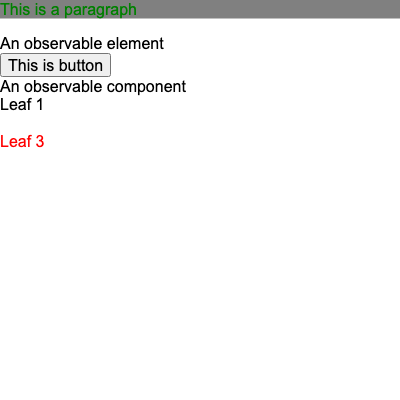 This is a paragraph
An observable element
This is button
An observable component
Leaf 1
Leaf 3